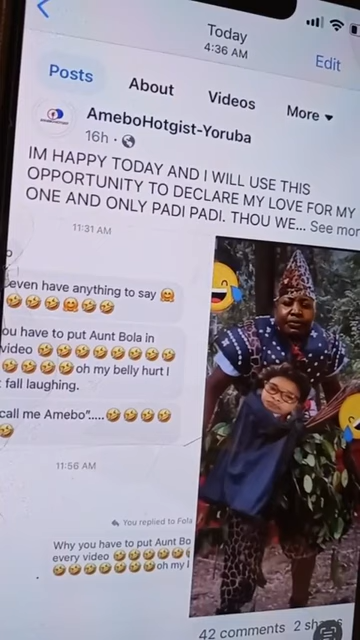 Today
4:36 AM
Edit
Posts About Videos More
AmeboHotgist-Yoruba
16h
IM HAPPY TODAY AND I WILL USE THIS
OPPORTUNITY TO DECLARE MY LOVE FOR MY
ONE AND ONLY PADI PADI. THOU WE... See mor
11:31 AM
even have anything to say 🤗
🤣🤣🤣🤗🤣🤣
ou have to put Aunt Bola in
video 🤣🤣🤣🤣🤣🤣🤣🤣🤣
🤣🤣🤣🤣 oh my belly hurt I
fall laughing.
call me Amebo”.....🤣🤣🤣🤣
🤣
11:56 AM
You replied to Fola
Why you have to put Aunt Bo
every video 🤣🤣🤣🤣🤣🤣
🤣🤣🤣🤣🤣🤣🤣🤣 oh my l
42 comments 2 sh